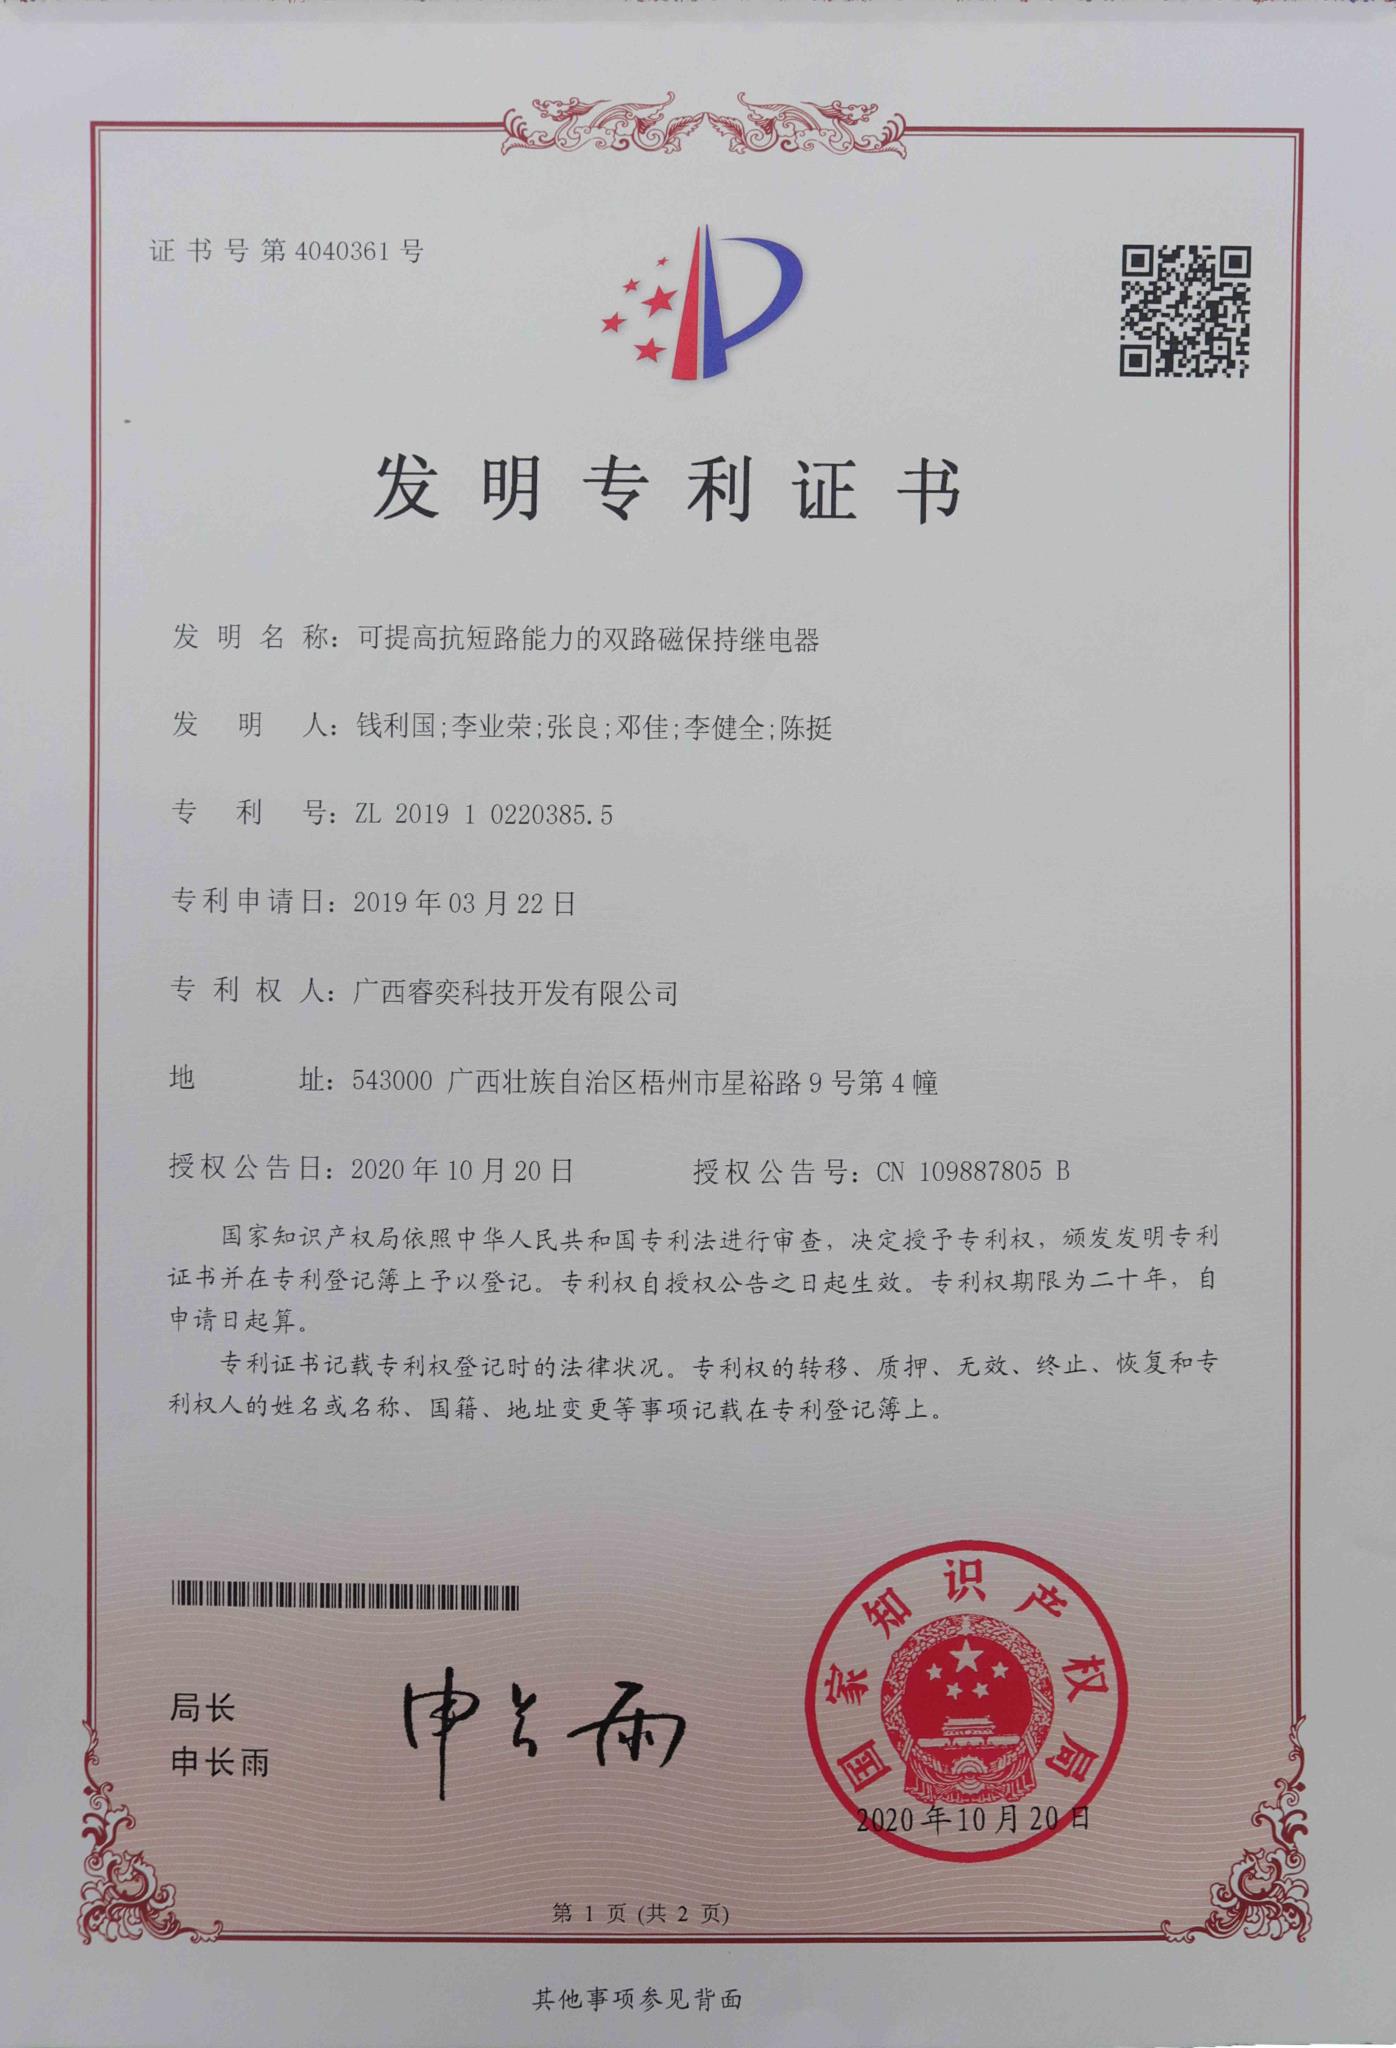 证书号第4040361号
发明专利证书
发明名称：可提高抗短路能力的双路磁保持继电器
发明人：钱利国;李业荣;张良;邓佳;李健全;陈挺
专利号：ZL 2019 1 0220385.5
专利申请日：2019年03月22日
专利权人：广西睿奕科技开发有限公司
地址：543000 广西壮族自治区梧州市星裕路9号第4幢
授权公告日：2020年10月20日 授权公告号：CN 109887805 B
国家知识产权局依照中华人民共和国专利法进行审查，决定授予专利权，颁发发明专利
证书并在专利登记簿上予以登记。专利权自授权公告之日起生效。专利权期限为二十年，自
申请日起算。
专利证书记载专利权登记时的法律状况。专利权的转移、质押、无效、终止、恢复和专
利权人的姓名或名称、国籍、地址变更等事项记载在专利登记簿上。
局长
申长雨
申长雨
国家知识产权局
2020年10月20日
第 1 页 (共 2 页)
其他事项参见背面